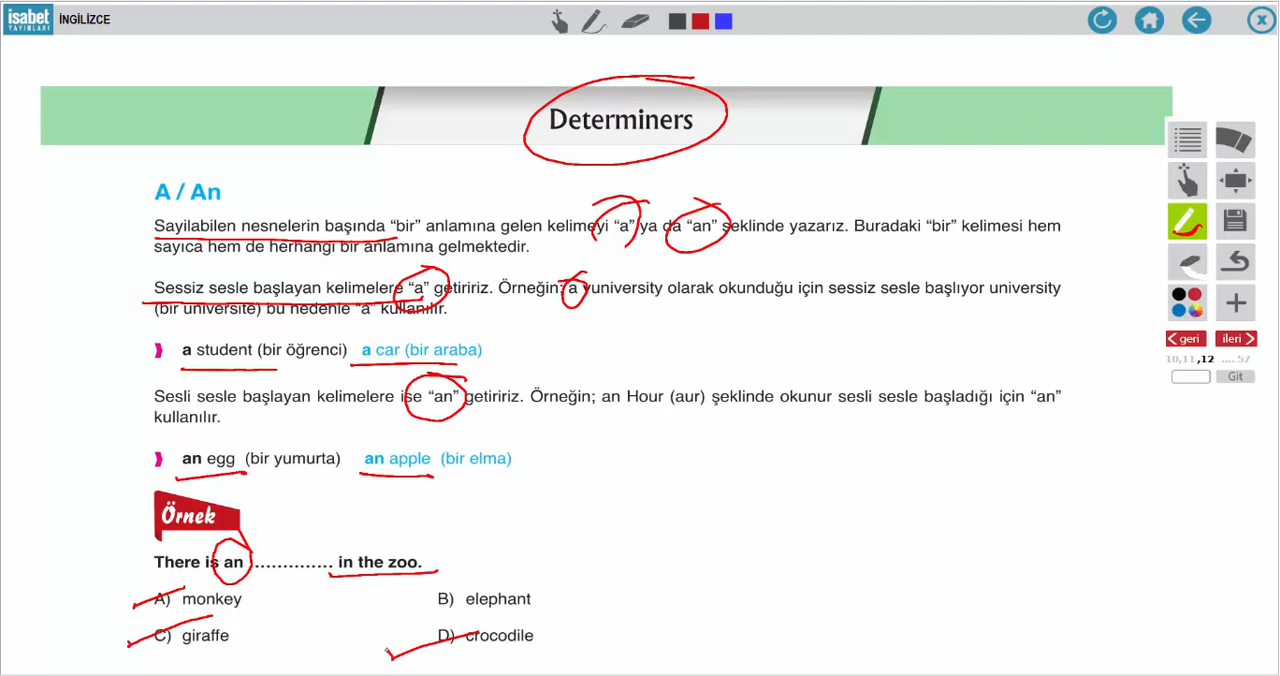 isabet
YAYINLARI
İNGİLİZCE
Determiners
A / An
Sayilabilen nesnelerin başında “bir” anlamına gelen kelimeyi “a” ya da “an” şeklinde yazarız. Buradaki “bir” kelimesi hem
sayıca hem de herhangi bir anlamına gelmektedir.
Sessiz sesle başlayan kelimelere “a” getiririz. Örneğin; a yuniversity olarak okunduğu için sessiz sesle başlıyor university
(bir üniversite) bu nedenle “a” kullanılır.
a student (bir öğrenci) a car (bir araba)
Sesli sesle başlayan kelimelere ise “an” getiririz. Örneğin; an Hour (aur) şeklinde okunur sesli sesle başladığı için “an”
kullanılır.
an egg (bir yumurta) an apple (bir elma)
Örnek
There is an .............. in the zoo.
A) monkey B) elephant
C) giraffe D) crocodile
geri ileri
10,11,12 .... 57
Git